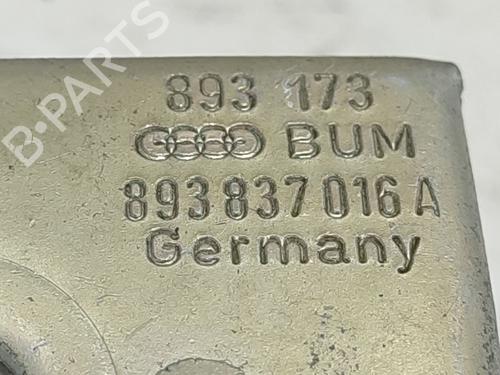 893 173
BUM
893 837 016 A
Germany
B-PARTS